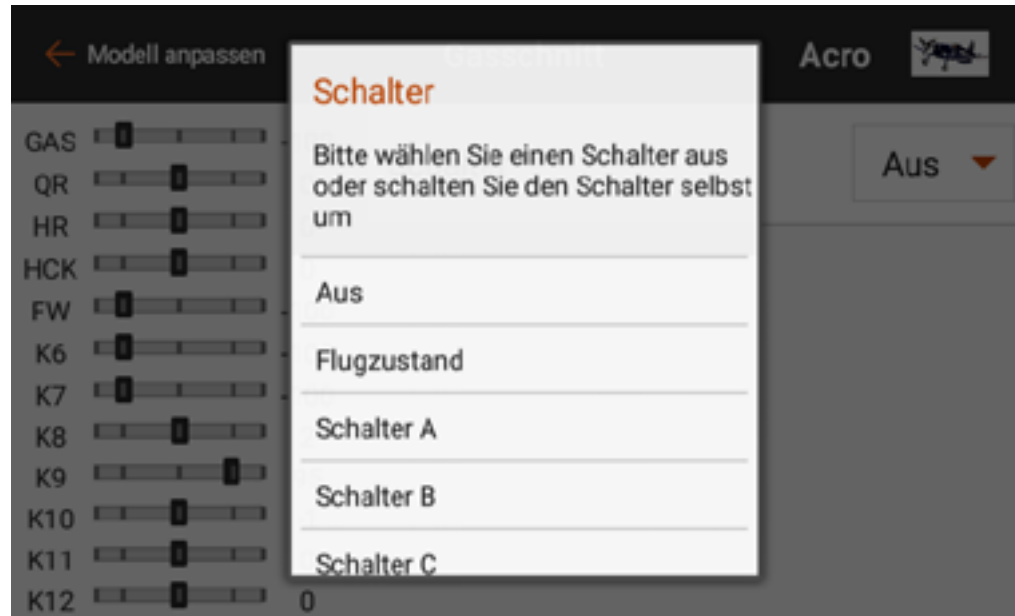 Modell anpassen
Gasschnitt
Acro
Schalter
Bitte wählen Sie einen Schalter aus
oder schalten Sie den Schalter selbst
um
Aus
Flugzustand
Schalter A
Schalter B
Schalter C
Aus
GAS
QR
HR
HCK
FW
K6
K7
K8
K9
K10
K11
K12 0